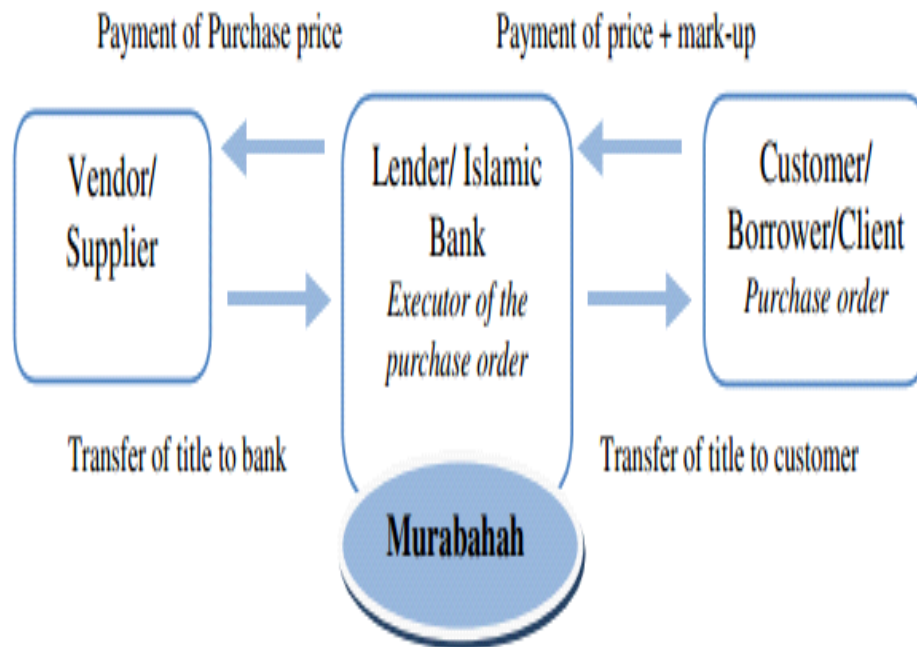 Payment of Purchase price
Payment of price + mark-up
Vendor/
Supplier
Lender/ Islamic
Bank
Executor of the
purchase order
Customer/
Borrower/Client
Purchase order
Transfer of title to bank
Transfer of title to customer
Murabahah